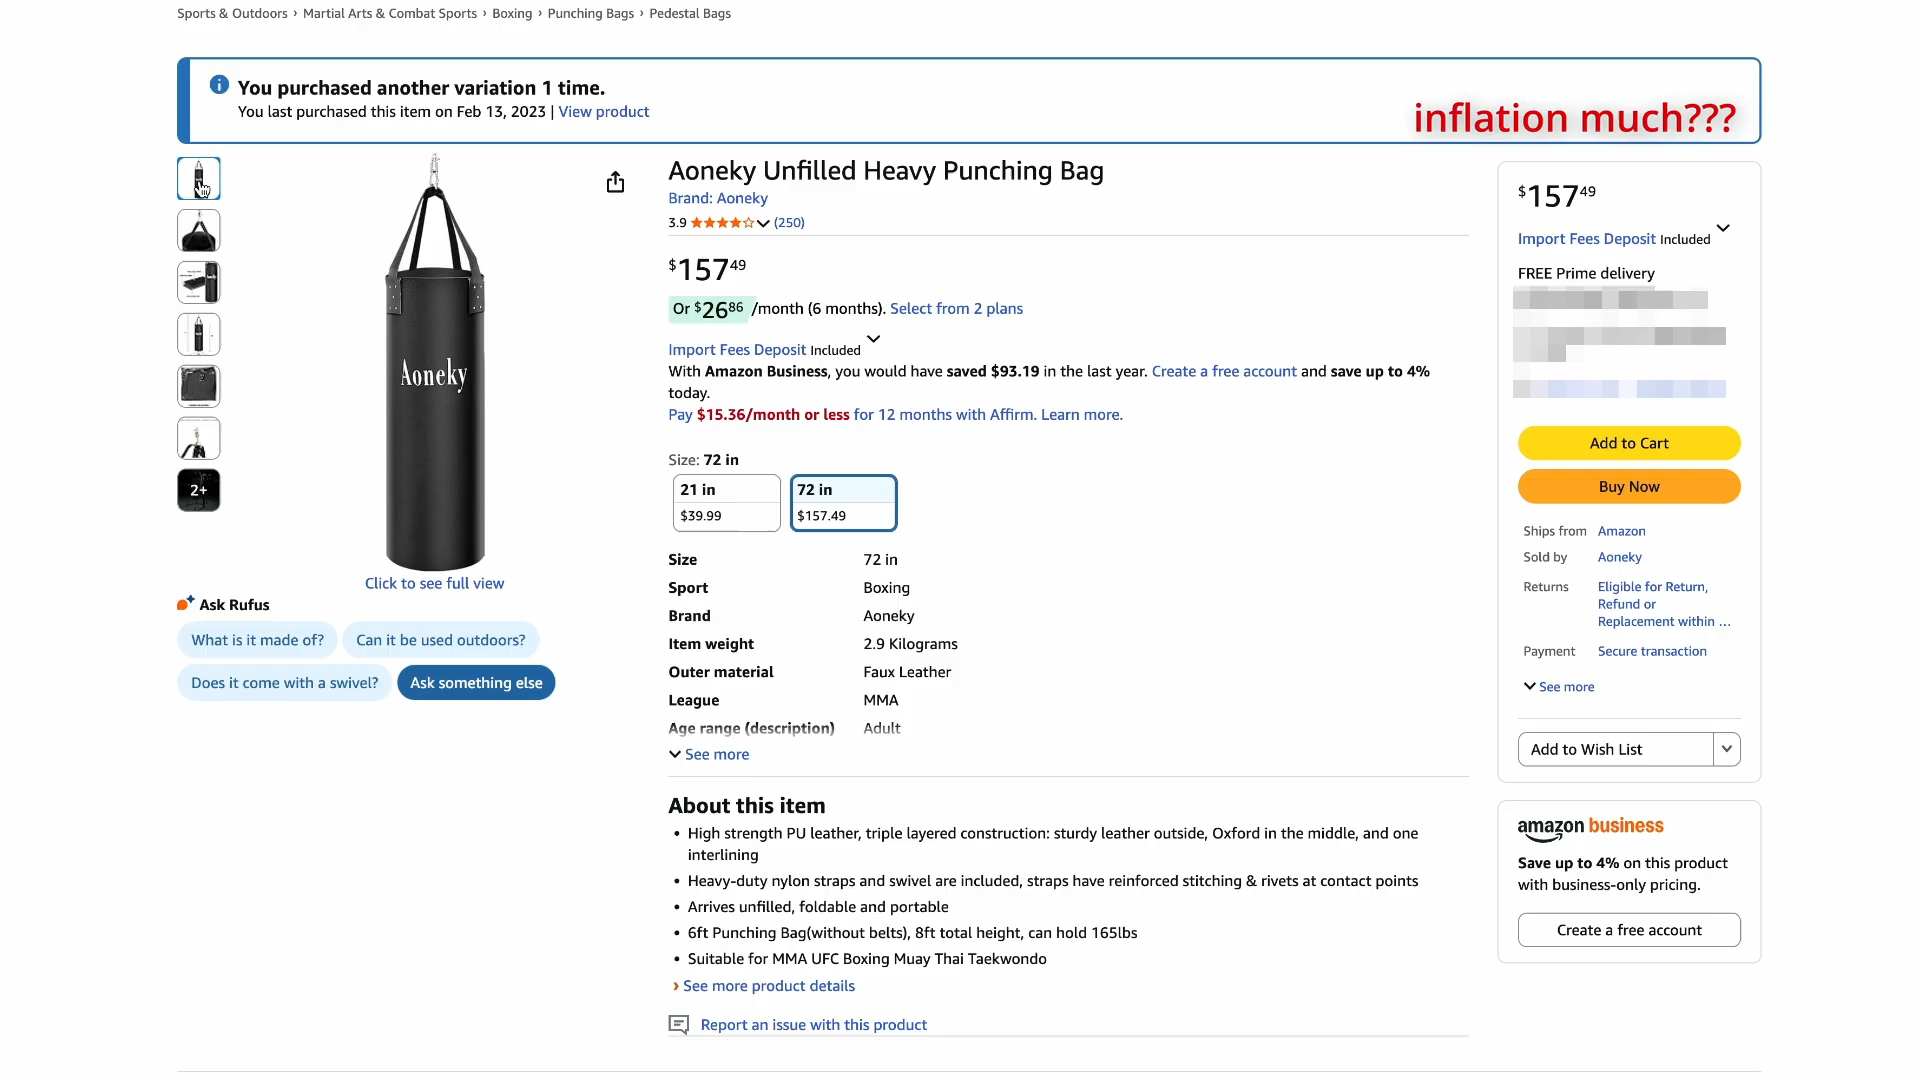 Sports & Outdoors › Martial Arts & Combat Sports › Boxing › Punching Bags › Pedestal Bags
You purchased another variation 1 time.
You last purchased this item on Feb 13, 2023 | View product
inflation much???
Aoneky Unfilled Heavy Punching Bag
Brand: Aoneky
3.9 (250)
$157.49
Or $26.86 /month (6 months). Select from 2 plans
Import Fees Deposit Included
With Amazon Business, you would have saved $93.19 in the last year. Create a free account and save up to 4%
today.
Pay $15.36/month or less for 12 months with Affirm. Learn more.
Size: 72 in
21 in
$39.99
72 in
$157.49
Size 72 in
Sport Boxing
Brand Aoneky
Item weight 2.9 Kilograms
Outer material Faux Leather
League MMA
Age range (description) Adult
See more
About this item
• High strength PU leather, triple layered construction: sturdy leather outside, Oxford in the middle, and one
interlining
• Heavy-duty nylon straps and swivel are included, straps have reinforced stitching & rivets at contact points
• Arrives unfilled, foldable and portable
• 6ft Punching Bag(without belts), 8ft total height, can hold 165lbs
• Suitable for MMA UFC Boxing Muay Thai Taekwondo
› See more product details
Report an issue with this product
Aoneky
2+
Click to see full view
Ask Rufus
What is it made of?
Can it be used outdoors?
Does it come with a swivel?
Ask something else
$157.49
Import Fees Deposit Included
FREE Prime delivery
Add to Cart
Buy Now
Ships from Amazon
Sold by Aoneky
Returns Eligible for Return,
Refund or
Replacement within ...
Payment Secure transaction
See more
Add to Wish List
amazon business
Save up to 4% on this product
with business-only pricing.
Create a free account